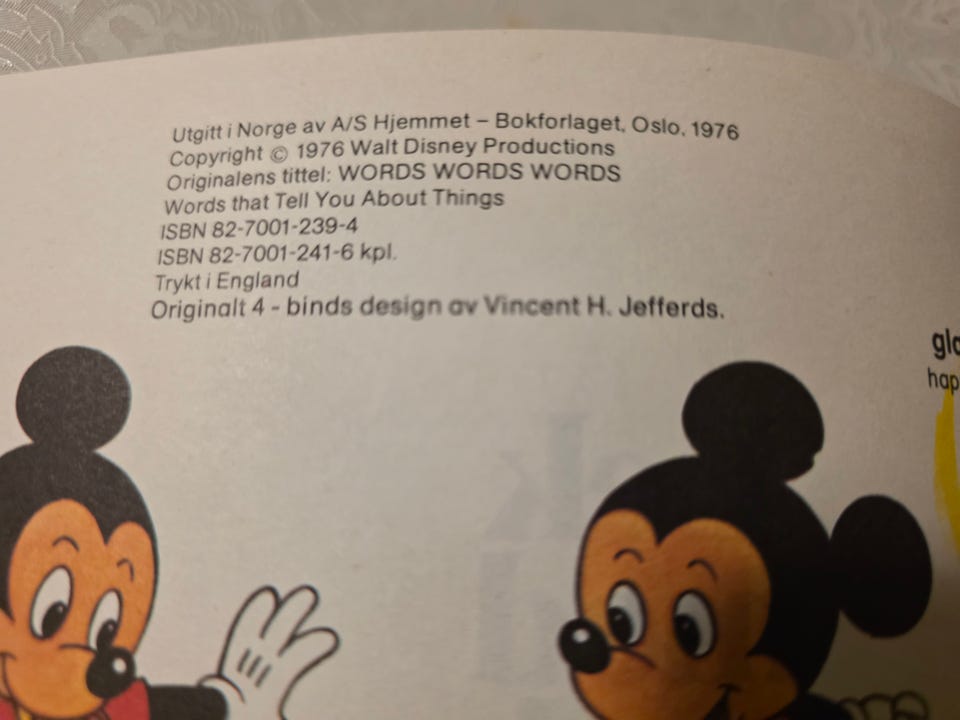 Utgitt i Norge av A/S Hjemmet – Bokforlaget, Oslo, 1976
Copyright © 1976 Walt Disney Productions
Originalens tittel: WORDS WORDS WORDS
Words that Tell You About Things
ISBN 82-7001-239-4
ISBN 82-7001-241-6 kpl.
Trykt i England
Originalt 4 - binds design av Vincent H. Jefferds.